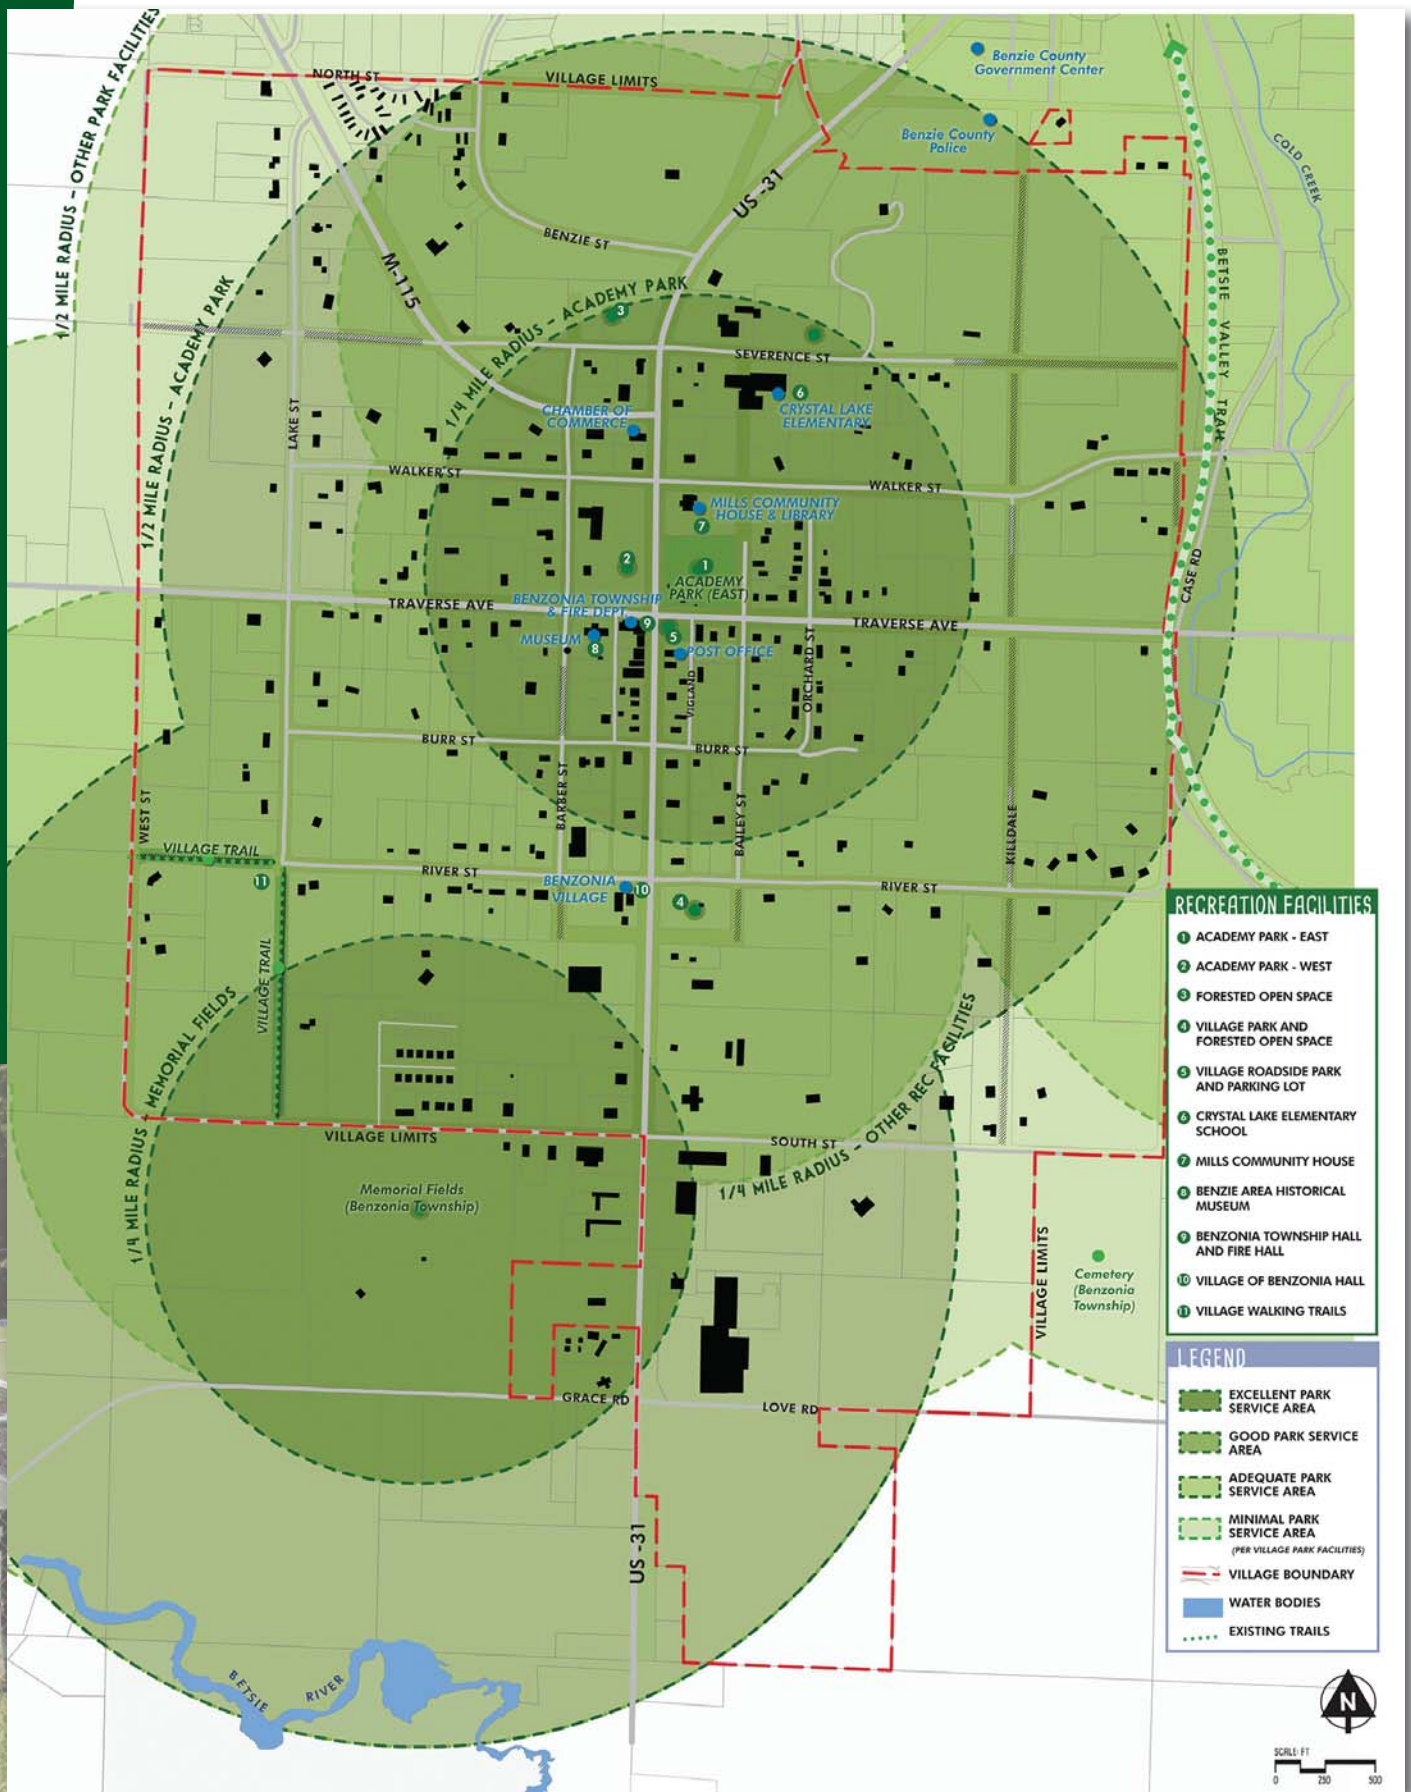 1/2 MILE RADIUS - OTHER PARK FACILITIES
NORTH ST
VILLAGE LIMITS
Benzie County
Government Center
Benzie County
Police
COLD CREEK
US -31
BENZIE ST
M-115
BETSIE VALLEY TRAIL
1/2 MILE RADIUS - ACADEMY PARK
1/4 MILE RADIUS - ACADEMY PARK
3
SEVERENCE ST
6
CRYSTAL LAKE
ELEMENTARY
CHAMBER OF
COMMERCE
LAKE ST
WALKER ST
WALKER ST
MILLS COMMUNITY
HOUSE & LIBRARY
7
2
1
ACADEMY
PARK (EAST)
CASE RD
TRAVERSE AVE
BENZONIA TOWNSHIP
& FIRE DEPT.
9
TRAVERSE AVE
MUSEUM
8
5
POST OFFICE
VIGLAND
ORCHARD ST
BURR ST
BURR ST
WEST ST
BARBER ST
BAILEY ST
KILLDALE
VILLAGE TRAIL
11
RIVER ST
BENZONIA
VILLAGE
10
4
RIVER ST
VILLAGE TRAIL
1/4 MILE RADIUS - MEMORIAL FIELDS
1/4 MILE RADIUS - OTHER REC FACILITIES
VILLAGE LIMITS
SOUTH ST
Memorial Fields
(Benzonia Township)
VILLAGE LIMITS
Cemetery
(Benzonia
Township)
GRACE RD
LOVE RD
US -31
BETSIE RIVER
RECREATION FACILITIES
1 ACADEMY PARK - EAST
2 ACADEMY PARK - WEST
3 FORESTED OPEN SPACE
4 VILLAGE PARK AND
FORESTED OPEN SPACE
5 VILLAGE ROADSIDE PARK
AND PARKING LOT
6 CRYSTAL LAKE ELEMENTARY
SCHOOL
7 MILLS COMMUNITY HOUSE
8 BENZIE AREA HISTORICAL
MUSEUM
9 BENZONIA TOWNSHIP HALL
AND FIRE HALL
10 VILLAGE OF BENZONIA HALL
11 VILLAGE WALKING TRAILS
LEGEND
EXCELLENT PARK
SERVICE AREA
GOOD PARK SERVICE
AREA
ADEQUATE PARK
SERVICE AREA
MINIMAL PARK
SERVICE AREA
(PER VILLAGE PARK FACILITIES)
VILLAGE BOUNDARY
WATER BODIES
EXISTING TRAILS
N
SCALE: FT
0 250 500